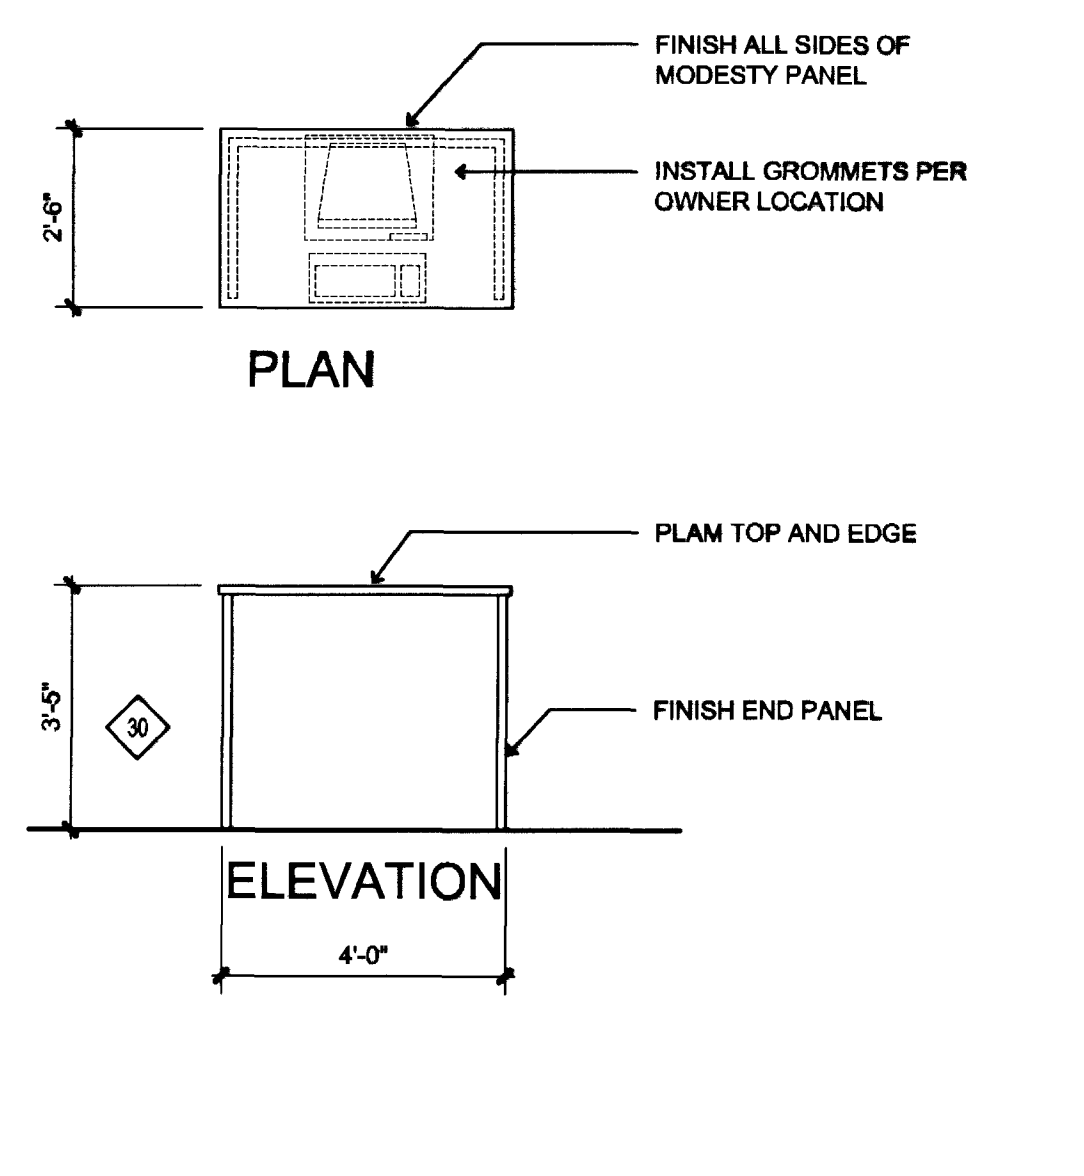 FINISH ALL SIDES OF
MODESTY PANEL
INSTALL GROMMETS PER
OWNER LOCATION
2'-6"
PLAN
PLAM TOP AND EDGE
3'-5"
30
FINISH END PANEL
ELEVATION
4'-0"